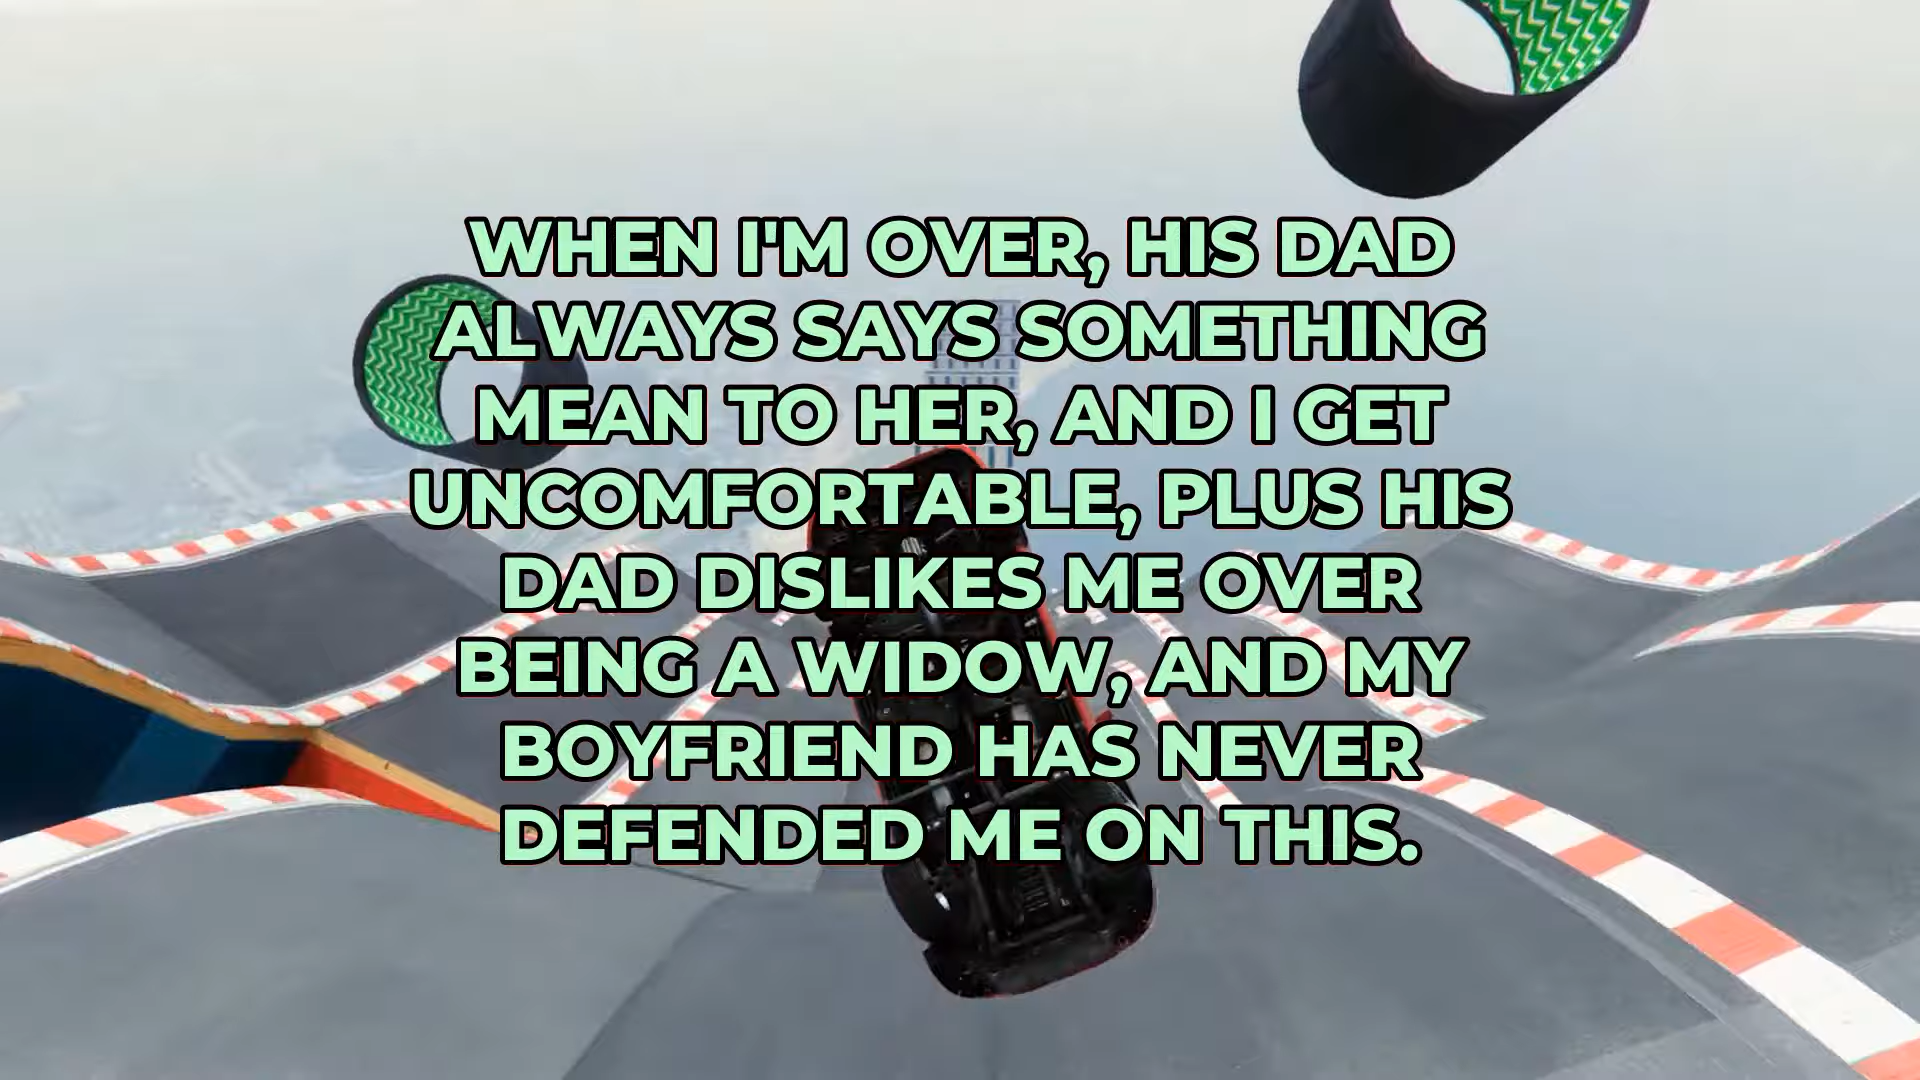 WHEN I'M OVER, HIS DAD
ALWAYS SAYS SOMETHING
MEAN TO HER, AND I GET
UNCOMFORTABLE, PLUS HIS
DAD DISLIKES ME OVER
BEING A WIDOW, AND MY
BOYFRIEND HAS NEVER
DEFENDED ME ON THIS.